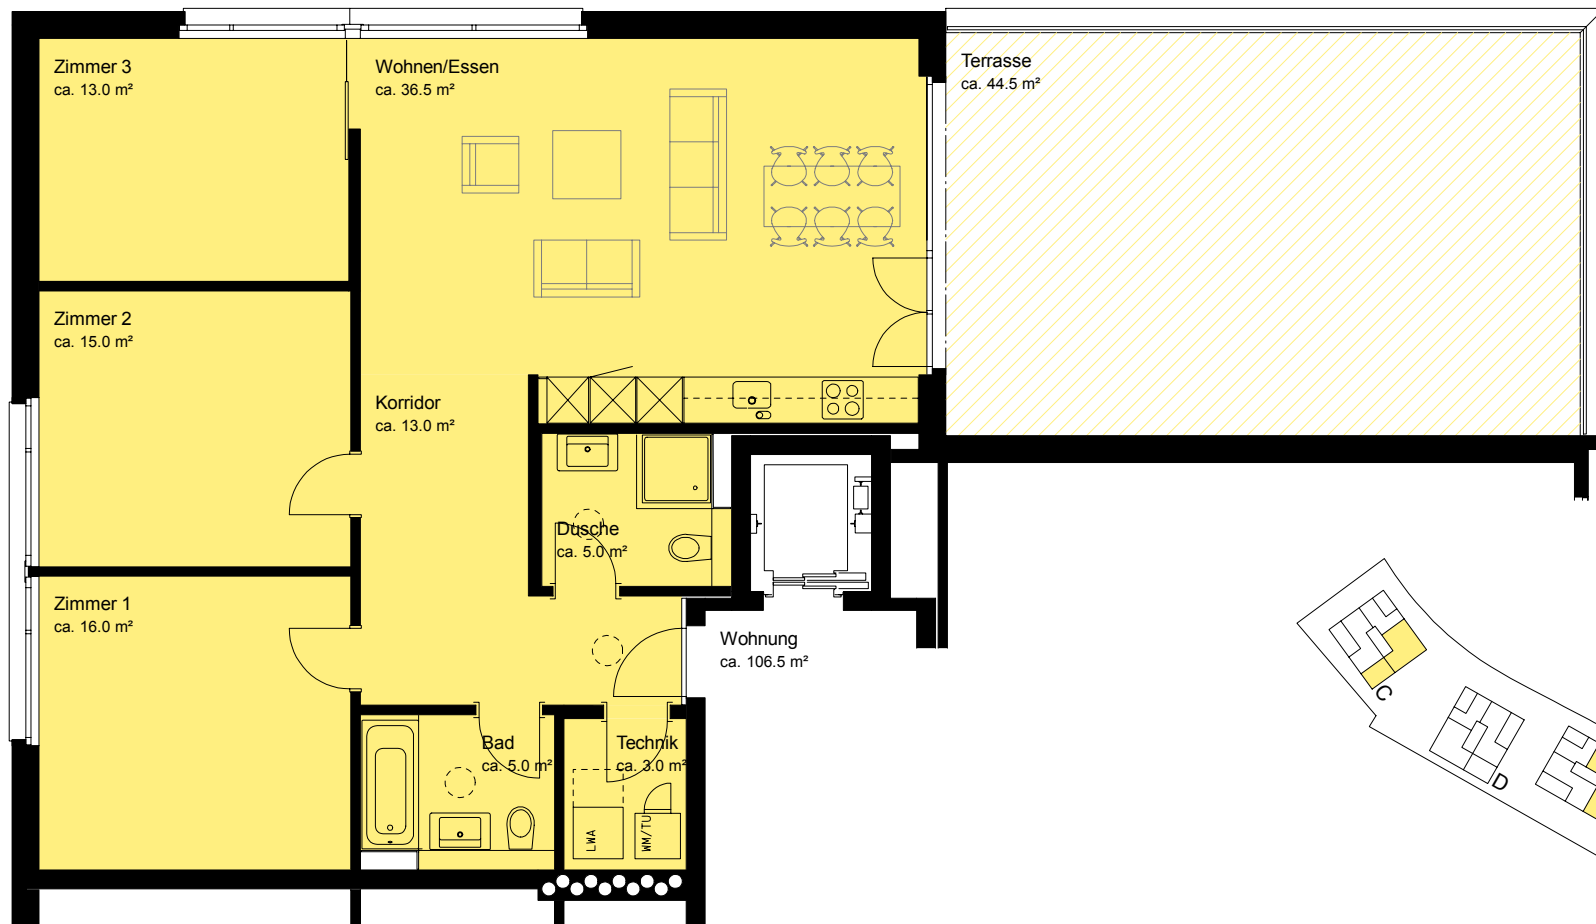 Zimmer 3
ca. 13.0 m²
Wohnen/Essen
ca. 36.5 m²
Terrasse
ca. 44.5 m²
Zimmer 2
ca. 15.0 m²
Korridor
ca. 13.0 m²
Dusche
ca. 5.0 m²
Zimmer 1
ca. 16.0 m²
Wohnung
ca. 106.5 m²
Bad
ca. 5.0 m²
Technik
ca. 3.0 m²
LWA
WM/TU
C
D